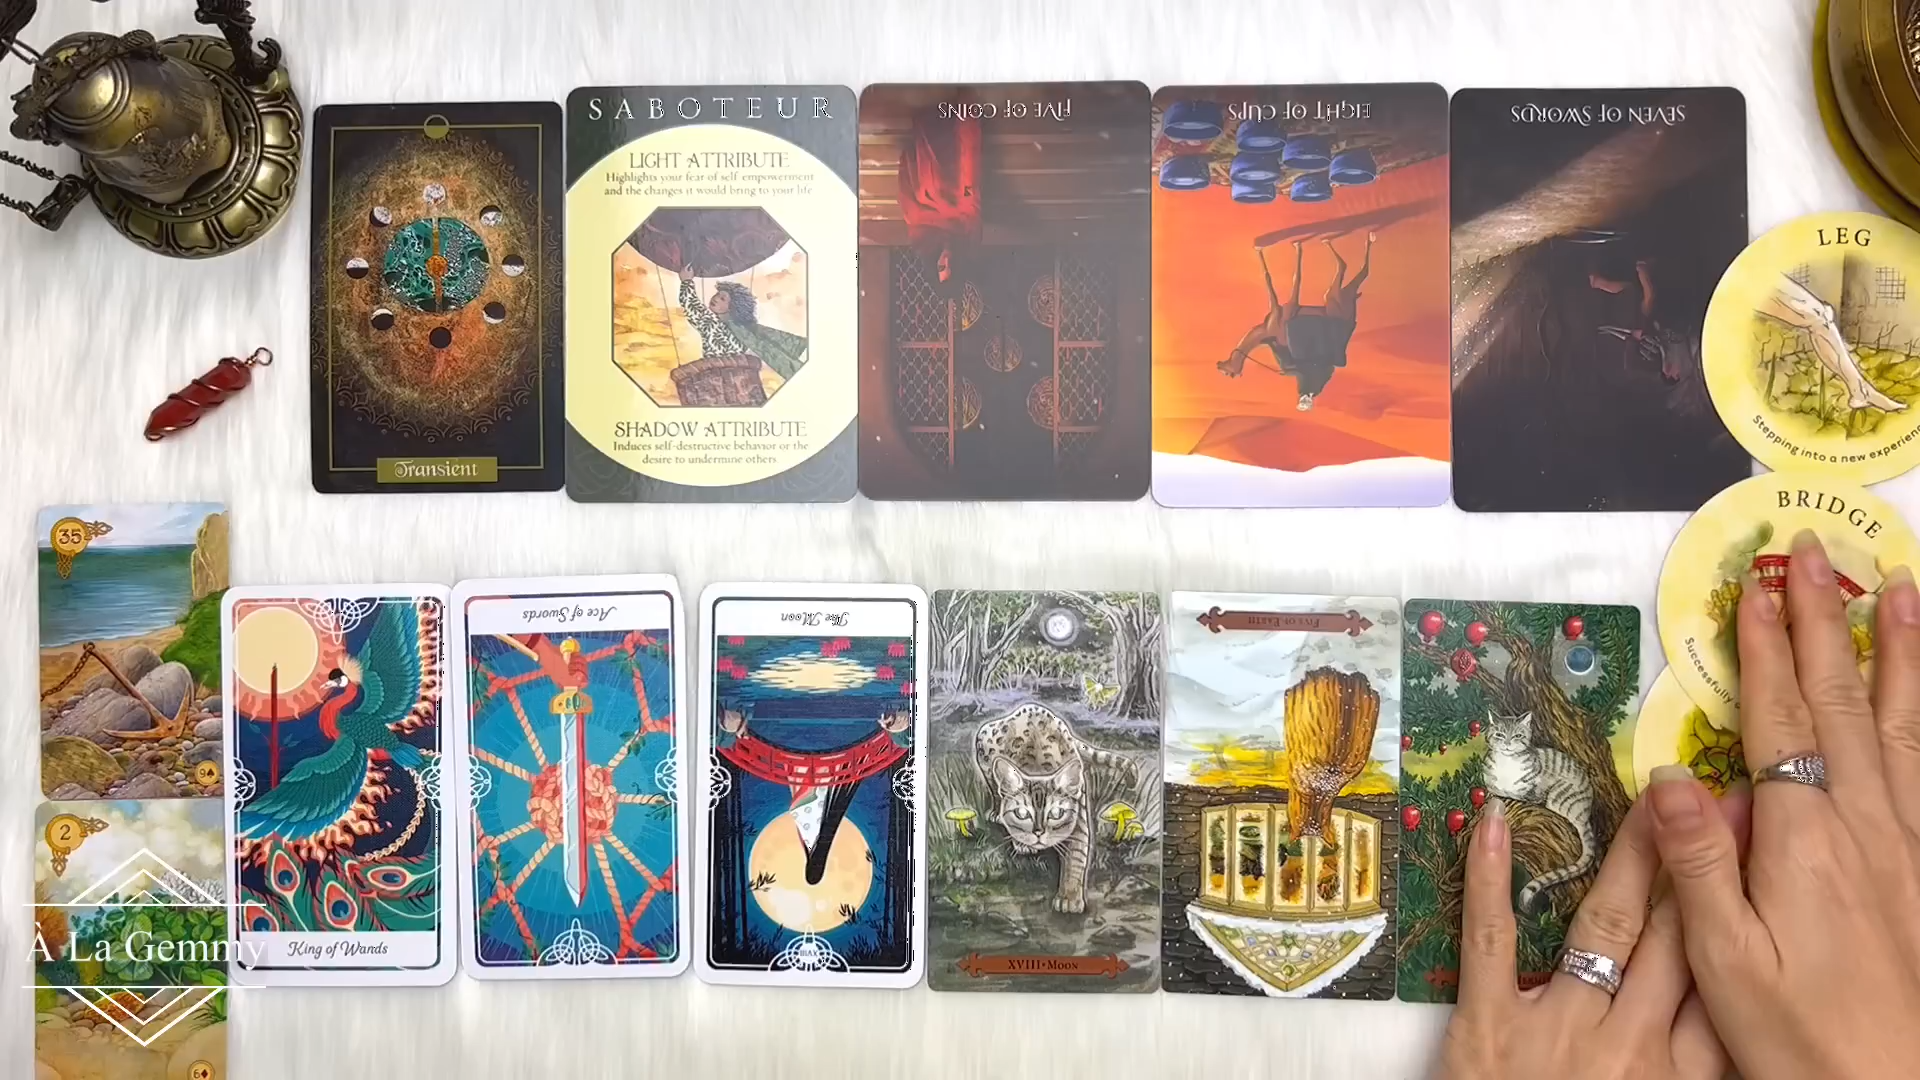 SABOTEUR
LIGHT ATTRIBUTE
Highlights your fear of self empowerment
and the changes it would bring to your life
SHADOW ATTRIBUTE
Induces self-destructive behavior or the
desire to undermine others
Transient
FIVE OF COINS
EIGHT OF CUPS
SEVEN OF SWORDS
LEG
Stepping into a new
BRIDGE
Successfully
35
9♠
2
6♦
À La Gemmy
King of Wands
Ace of Swords
The Moon
XVIII • MOON
FIVE OF EARTH